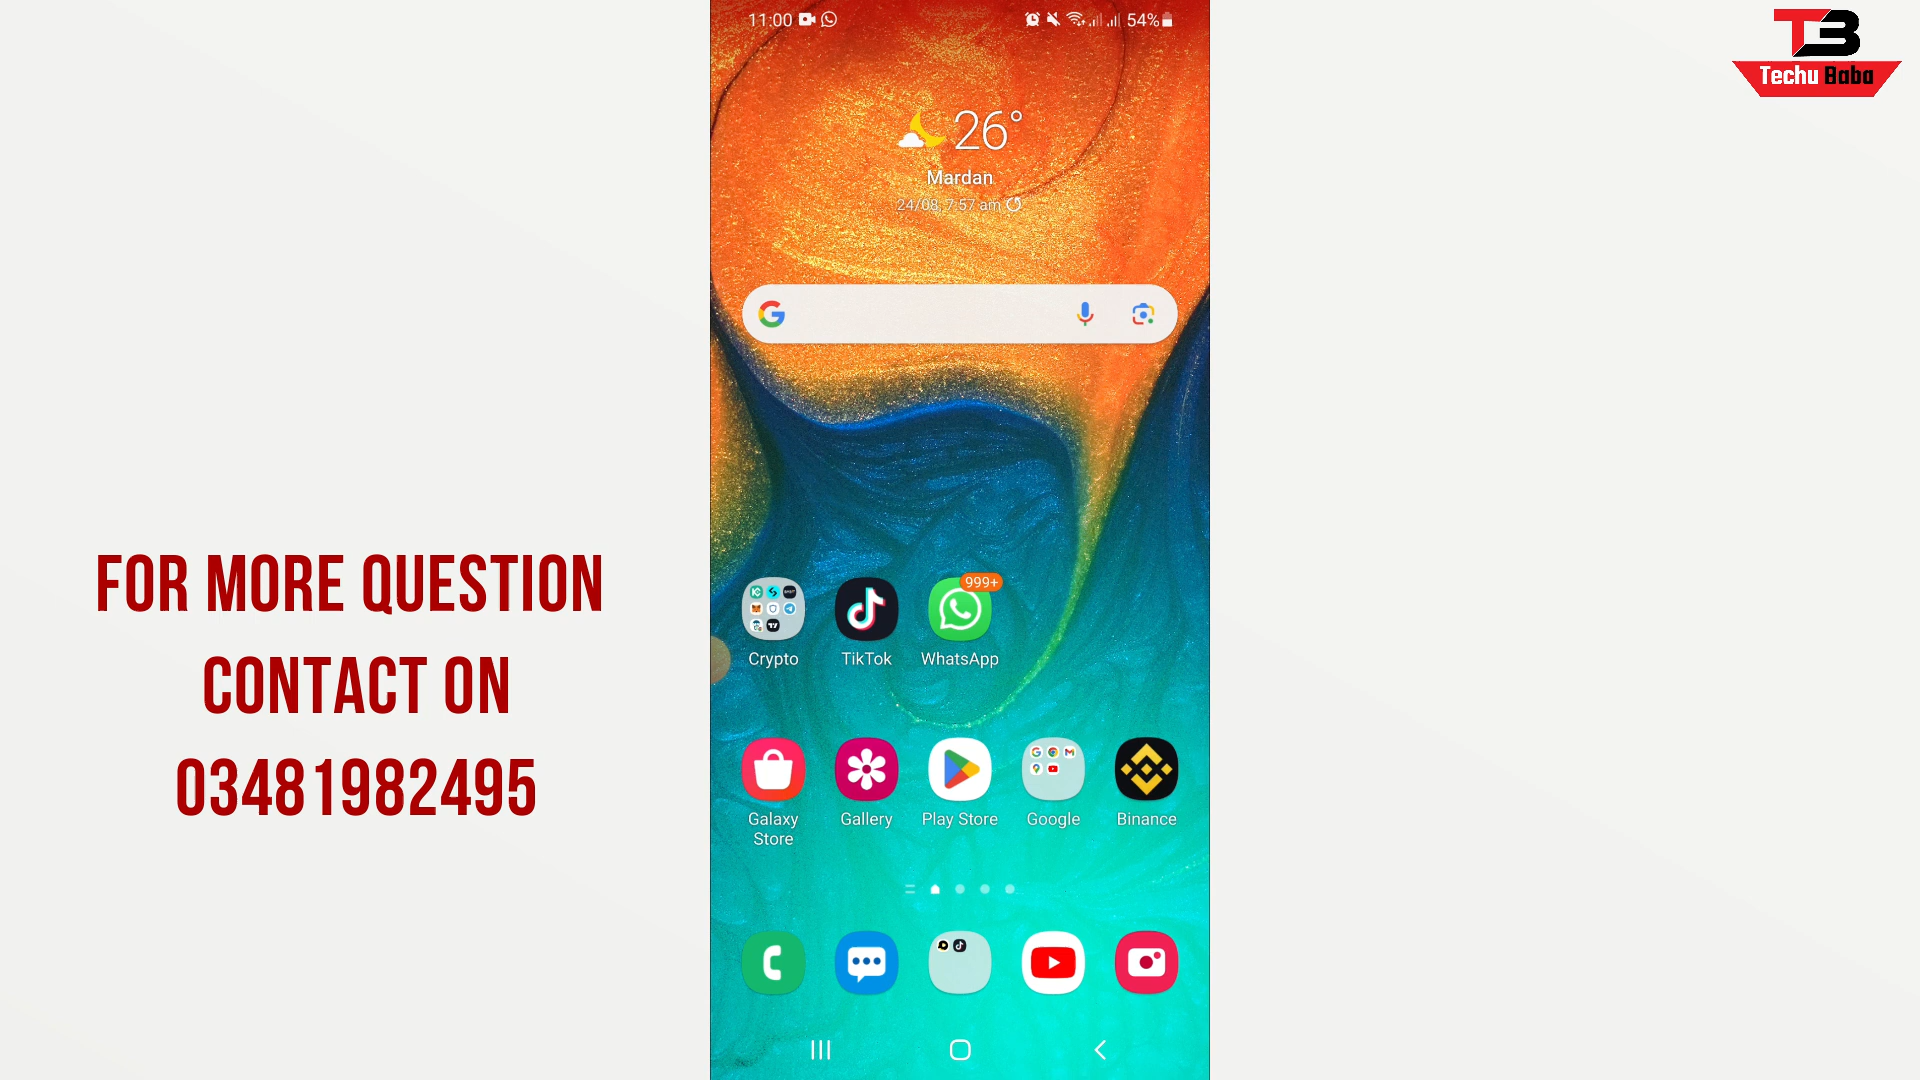 11:00
54%
TB
Techu Baba
26°
Mardan
24/08, 7:57 am
999+
Crypto
TikTok
WhatsApp
FOR MORE QUESTION
CONTACT ON
03481982495
Galaxy
Store
Gallery
Play Store
Google
Binance